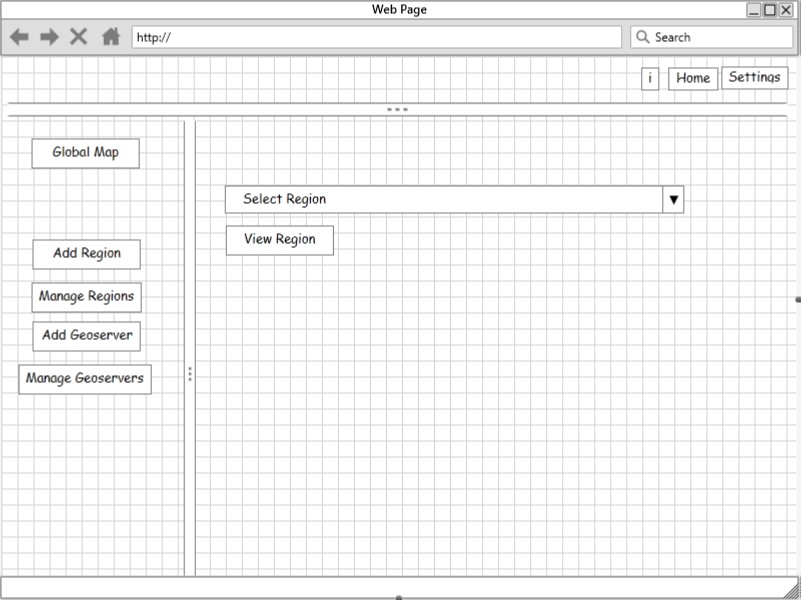 Web Page
http://
Search
i
Home
Settings
Global Map
Select Region
View Region
Add Region
Manage Regions
Add Geoserver
Manage Geoservers